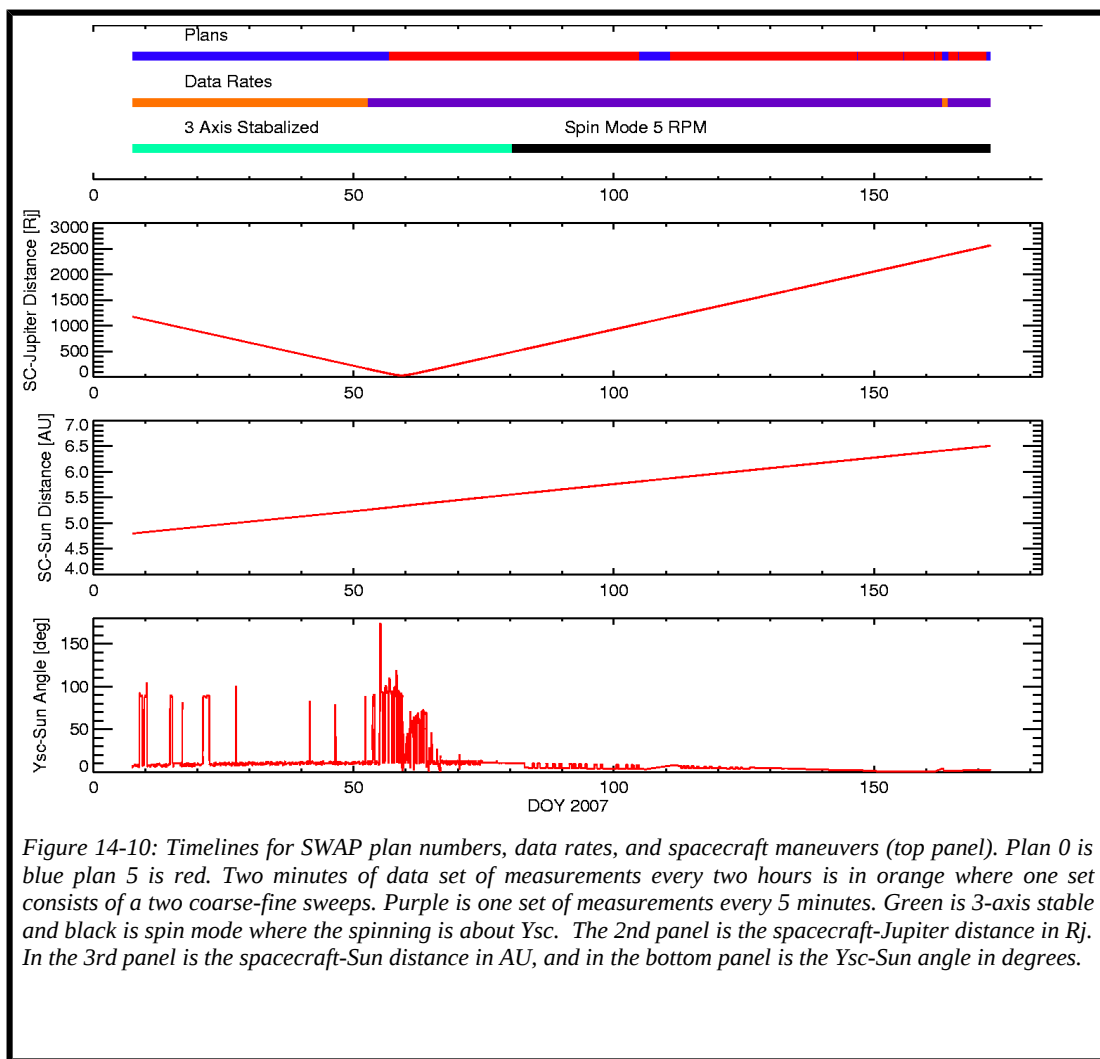 Plans
Data Rates
3 Axis Stabalized Spin Mode 5 RPM
0 50 100 150
SC-Jupiter Distance [Rj]
3000
2500
2000
1500
1000
500
0
0 50 100 150
SC-Sun Distance [AU]
7.0
6.5
6.0
5.5
5.0
4.5
4.0
0 50 100 150
Ysc-Sun Angle [deg]
150
100
50
0
0 50 100 150
DOY 2007
Figure 14-10: Timelines for SWAP plan numbers, data rates, and spacecraft maneuvers (top panel). Plan 0 is
blue plan 5 is red. Two minutes of data set of measurements every two hours is in orange where one set
consists of a two coarse-fine sweeps. Purple is one set of measurements every 5 minutes. Green is 3-axis stable
and black is spin mode where the spinning is about Ysc. The 2nd panel is the spacecraft-Jupiter distance in Rj.
In the 3rd panel is the spacecraft-Sun distance in AU, and in the bottom panel is the Ysc-Sun angle in degrees.